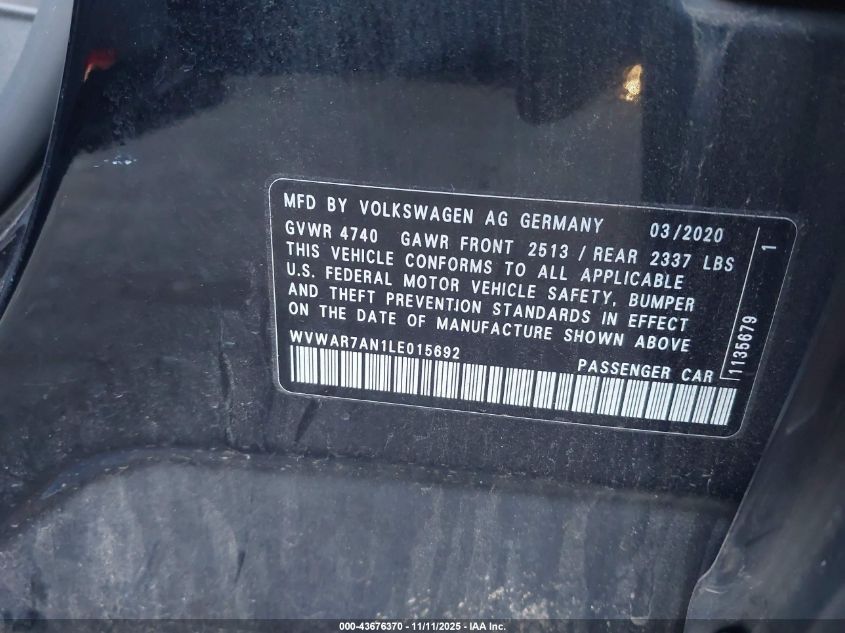 MFD BY VOLKSWAGEN AG GERMANY 03/2020
GVWR 4740 GAWR FRONT 2513 / REAR 2337 LBS
THIS VEHICLE CONFORMS TO ALL APPLICABLE
U.S. FEDERAL MOTOR VEHICLE SAFETY, BUMPER
AND THEFT PREVENTION STANDARDS IN EFFECT
ON THE DATE OF MANUFACTURE SHOWN ABOVE
WVWAR7AN1LE015692
PASSENGER CAR
1135679 1
000-43676370 - 11/11/2025 - IAA Inc.